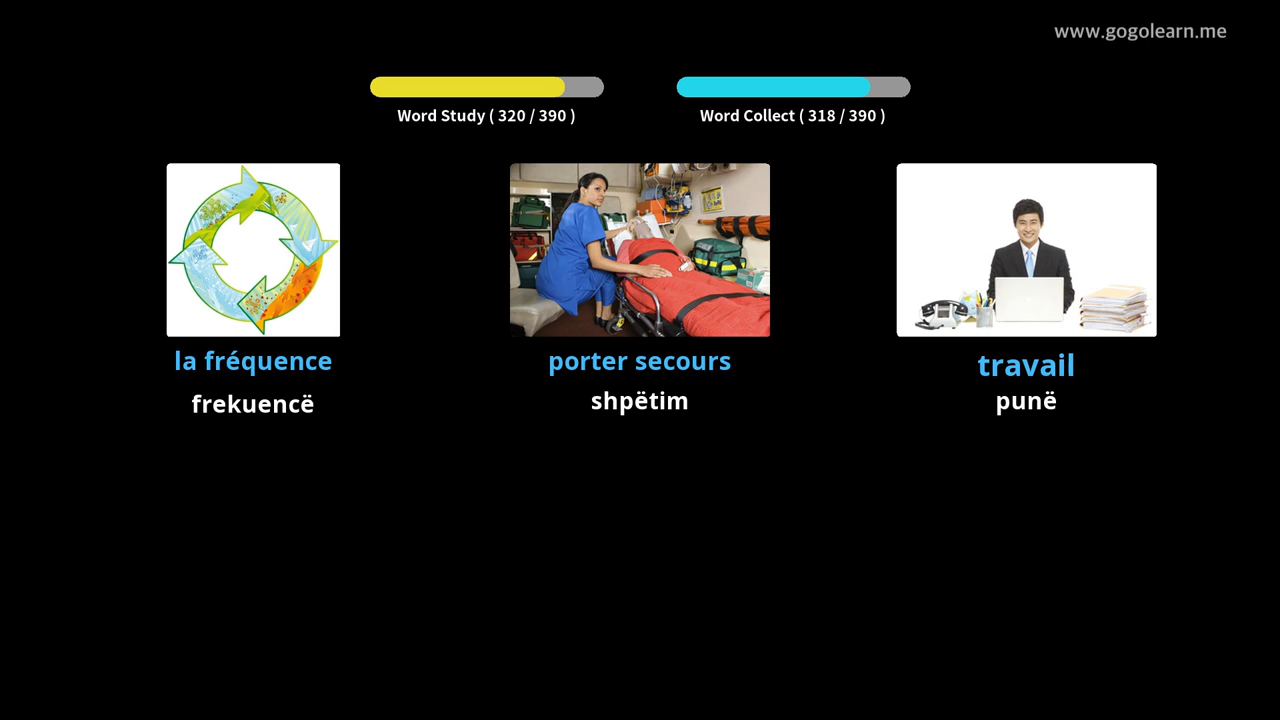 www.gogolearn.me
Word Study ( 320 / 390 )
Word Collect ( 318 / 390 )
la fréquence
frekuencë
porter secours
shpëtim
travail
punë